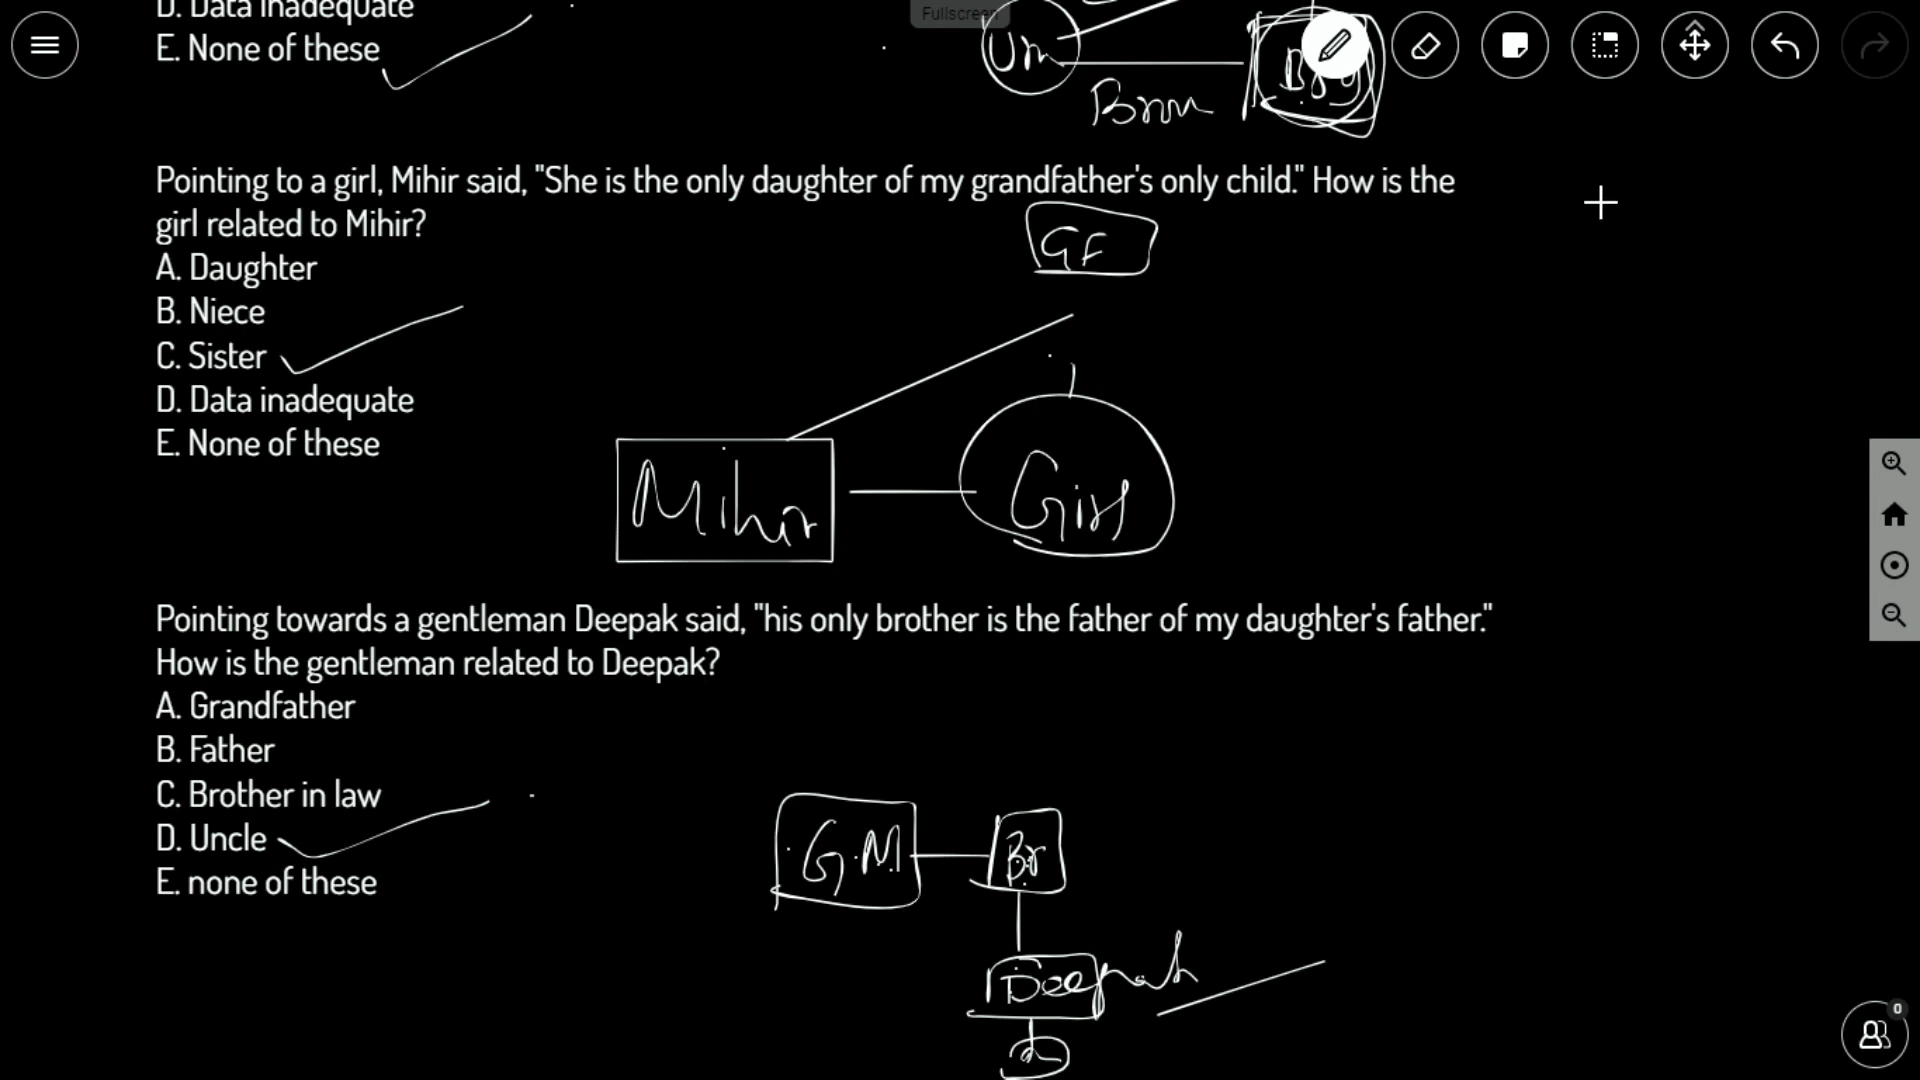 D. Data inadequate
Fullscreen
E. None of these
Um
Pointing to a girl, Mihir said, "She is the only daughter of my grandfather's only child." How is the
girl related to Mihir?
GF
A. Daughter
B. Niece
C. Sister
D. Data inadequate
E. None of these
Mihir
Girl
Pointing towards a gentleman Deepak said, "his only brother is the father of my daughter's father."
How is the gentleman related to Deepak?
A. Grandfather
B. Father
C. Brother in law
D. Uncle
E. none of these
G.M
Br
Deepak
0